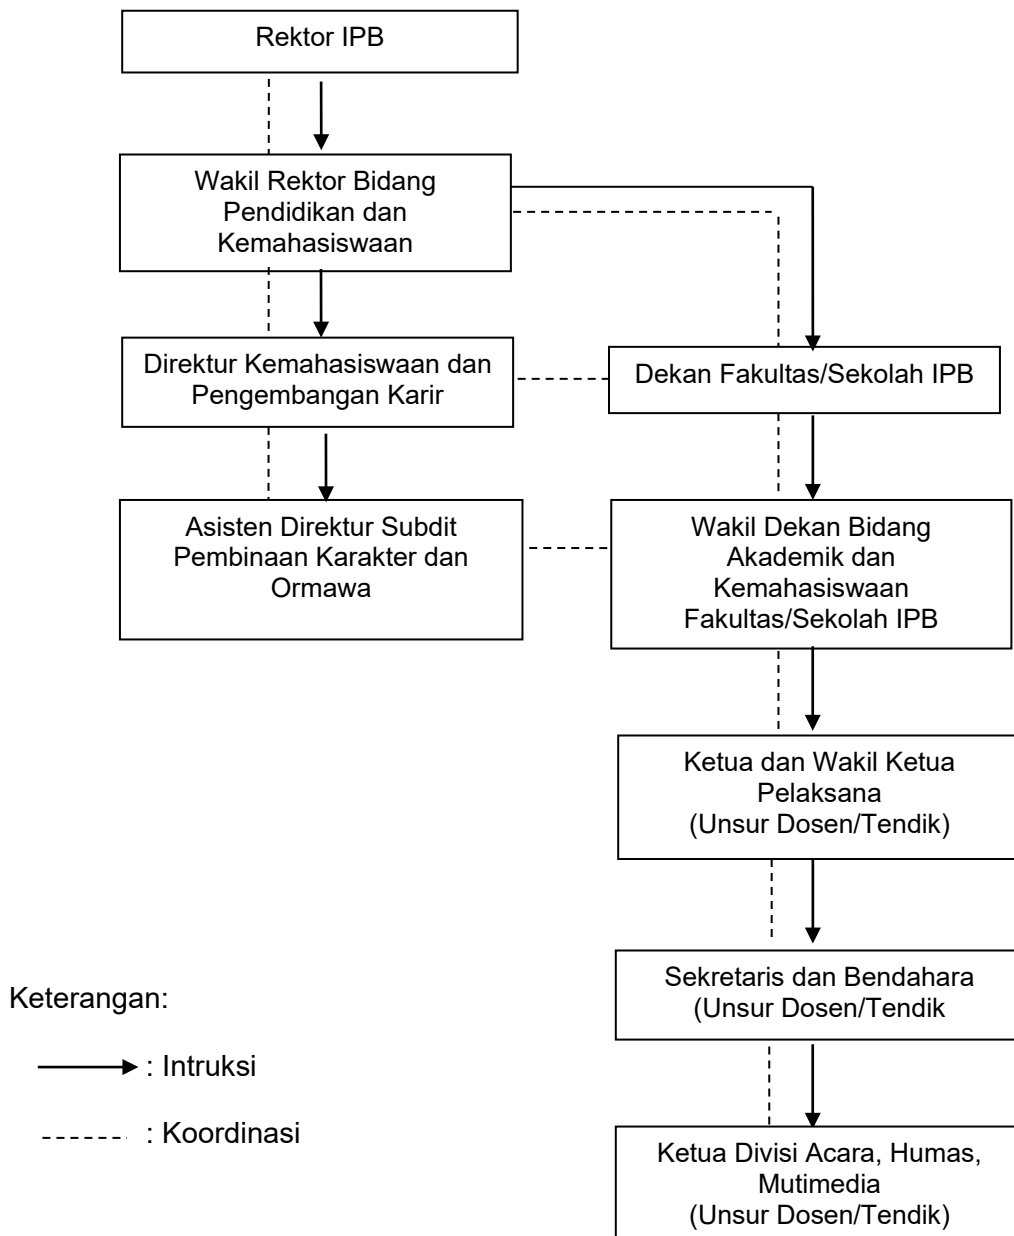 Rektor IPB
Wakil Rektor Bidang
Pendidikan dan
Kemahasiswaan
Direktur Kemahasiswaan dan
Pengembangan Karir
Dekan Fakultas/Sekolah IPB
Asisten Direktur Subdit
Pembinaan Karakter dan
Ormawa
Wakil Dekan Bidang
Akademik dan
Kemahasiswaan
Fakultas/Sekolah IPB
Ketua dan Wakil Ketua
Pelaksana
(Unsur Dosen/Tendik)
Sekretaris dan Bendahara
(Unsur Dosen/Tendik
Keterangan:
: Intruksi
: Koordinasi
Ketua Divisi Acara, Humas,
Mutimedia
(Unsur Dosen/Tendik)